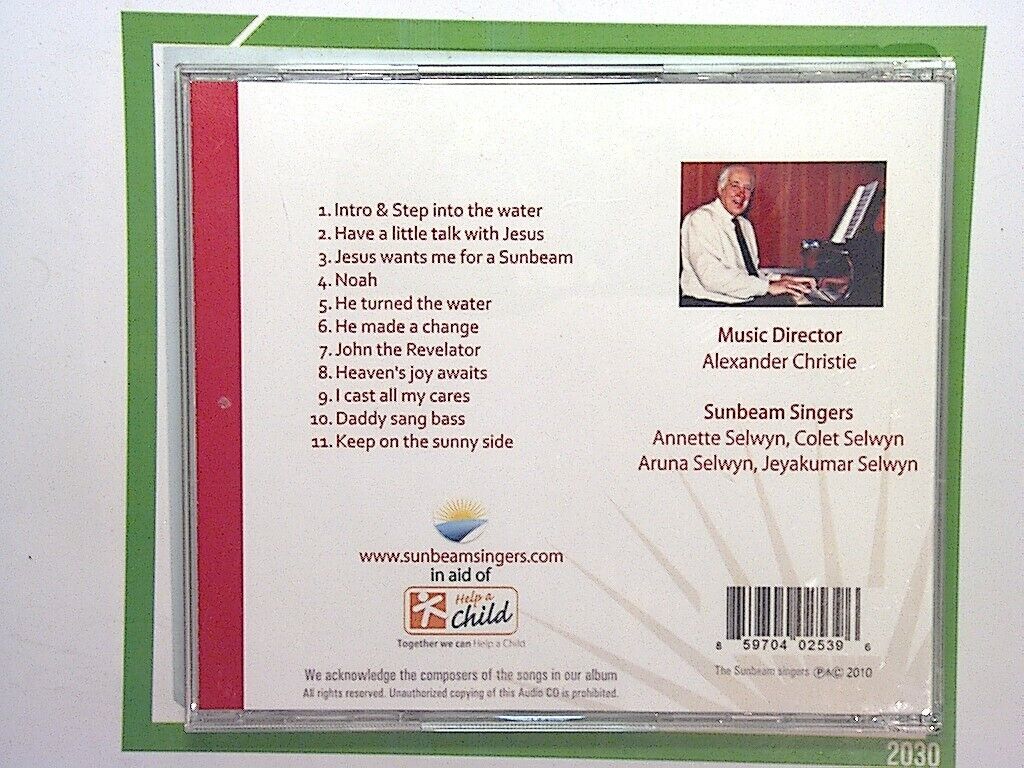 1. Intro & Step into the water
2. Have a little talk with Jesus
3. Jesus wants me for a Sunbeam
4. Noah
5. He turned the water
6. He made a change
7. John the Revelator
8. Heaven's joy awaits
9. I cast all my cares
10. Daddy sang bass
11. Keep on the sunny side
Music Director
Alexander Christie
Sunbeam Singers
Annette Selwyn, Colet Selwyn
Aruna Selwyn, Jeyakumar Selwyn
www.sunbeamsingers.com
in aid of
Help a
child
Together we can Help a Child
We acknowledge the composers of the songs in our album
All rights reserved. Unauthorized copying of this Audio CD is prohibited.
8 59704 02539 6
The Sunbeam singers ℗&© 2010
2030